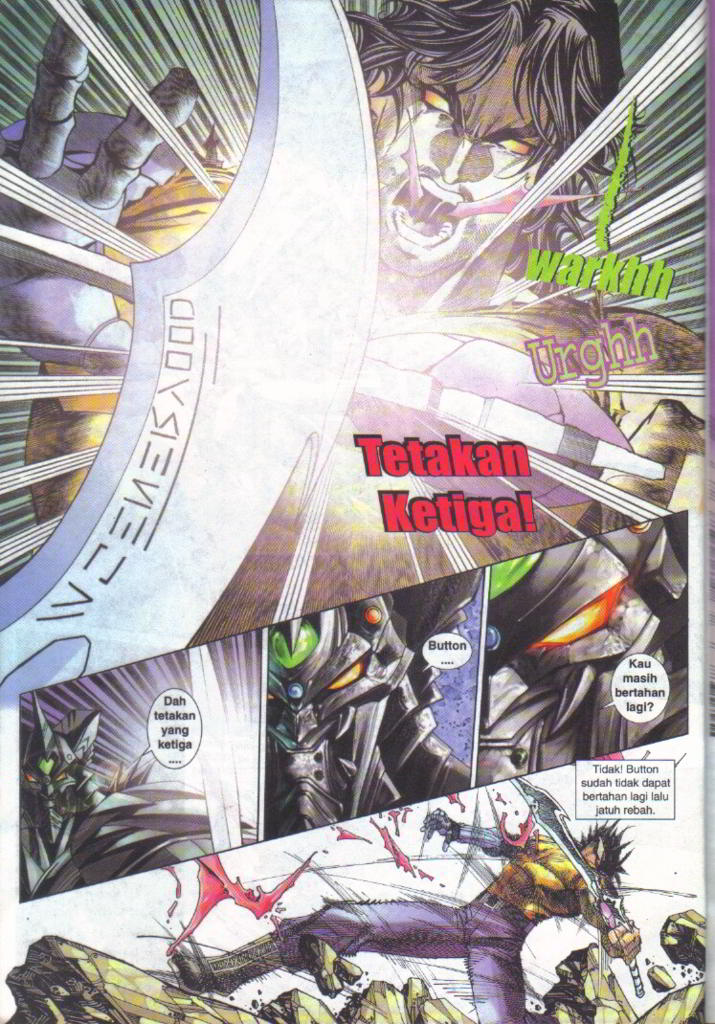 warkhh
Urghh
Tetakan
Ketiga!
Dah
tetakan
yang
ketiga
....
Button
....
Kau
masih
bertahan
lagi?
Tidak! Button
sudah tidak dapat
bertahan lagi lalu
jatuh rebah.